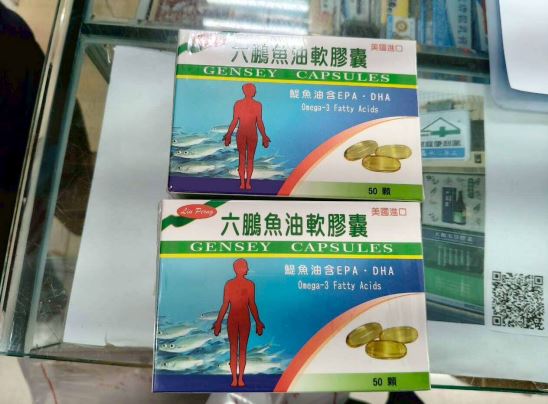 六鵬魚油軟膠囊
美國進口
GENSEY CAPSULES
鯷魚油含EPA・DHA
Omega-3 Fatty Acids
50 顆
Liu Perng
六鵬魚油軟膠囊
美國進口
GENSEY CAPSULES
鯷魚油含EPA・DHA
Omega-3 Fatty Acids
50 顆